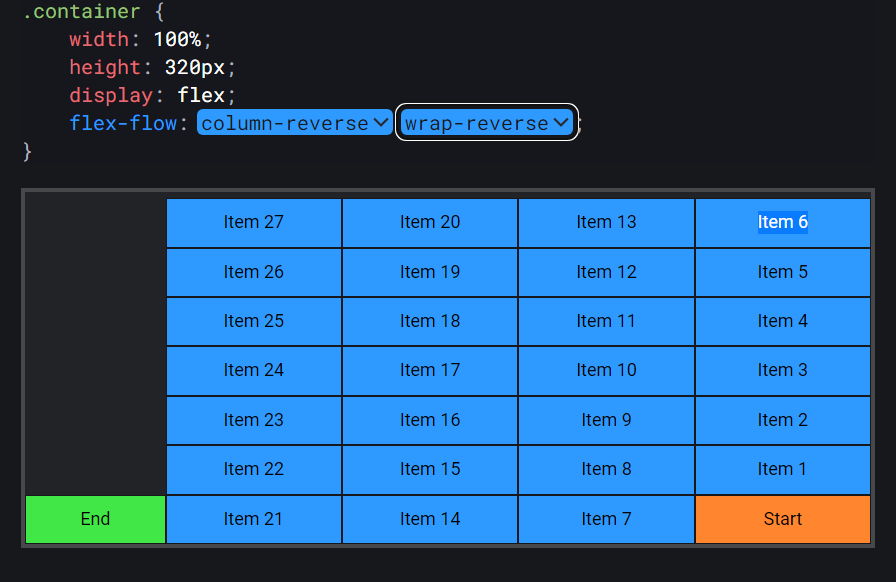 .container {
width: 100%;
height: 320px;
display: flex;
flex-flow: column-reverse wrap-reverse;
}
Item 27 Item 20 Item 13 Item 6
Item 26 Item 19 Item 12 Item 5
Item 25 Item 18 Item 11 Item 4
Item 24 Item 17 Item 10 Item 3
Item 23 Item 16 Item 9 Item 2
Item 22 Item 15 Item 8 Item 1
End Item 21 Item 14 Item 7 Start